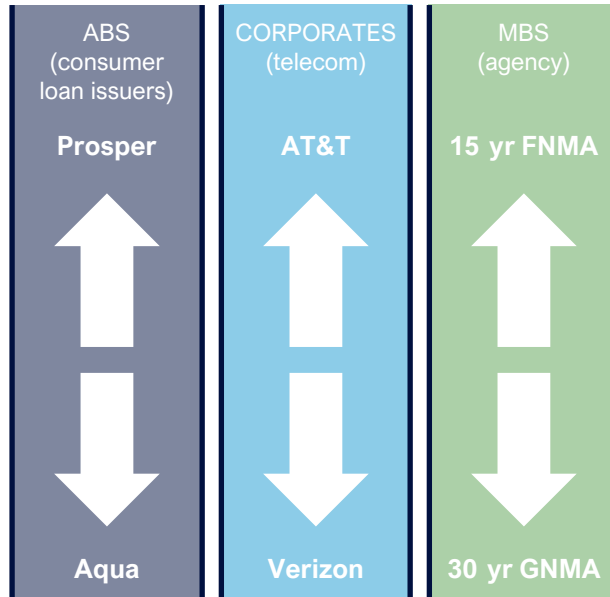 ABS
(consumer
loan issuers)
Prosper
Aqua
CORPORATES
(telecom)
AT&T
Verizon
MBS
(agency)
15 yr FNMA
30 yr GNMA